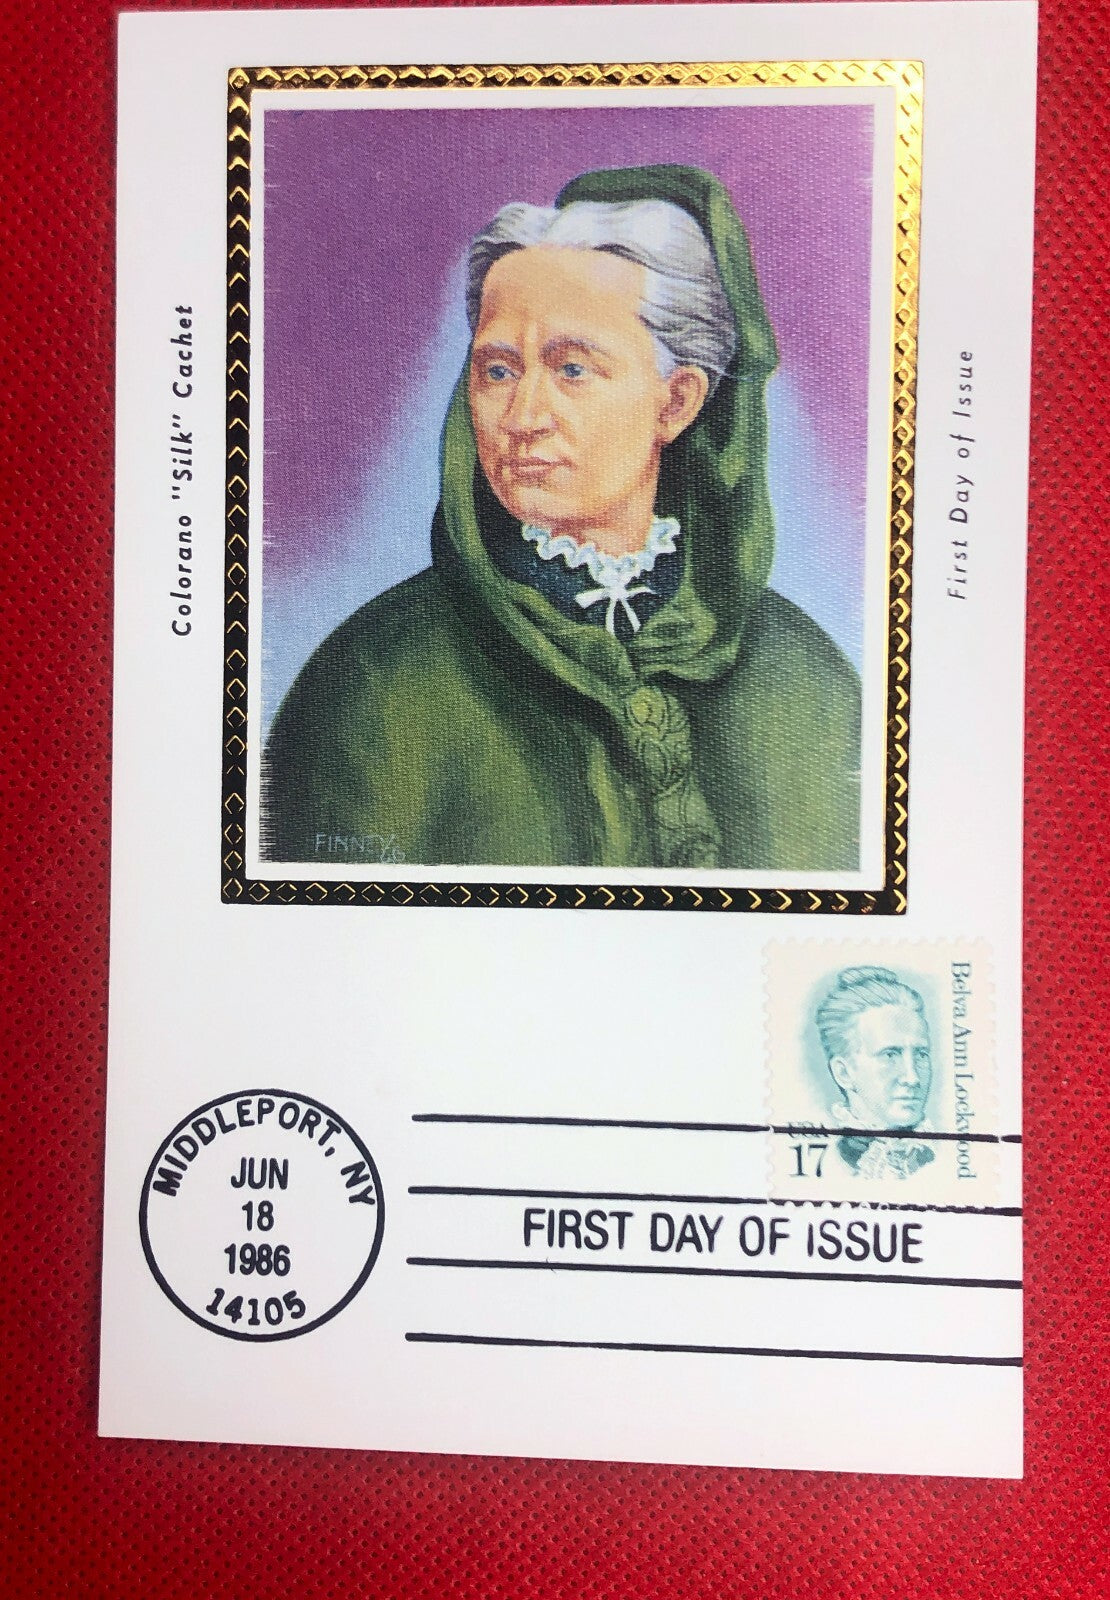 Colorano "Silk" Cachet
First Day of Issue
FINNEY
Belva Ann Lockwood
USA
17
MIDDLEPORT, NY
JUN
18
1986
14105
FIRST DAY OF ISSUE